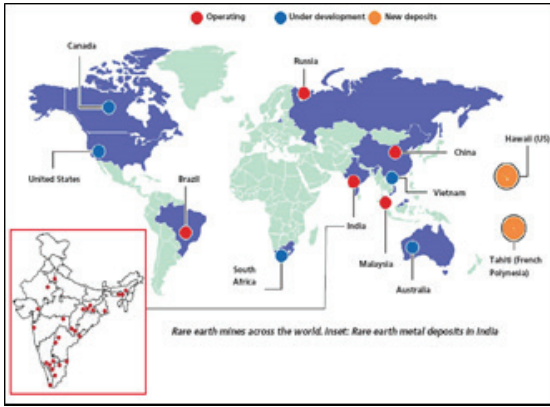 Operating
Under development
New deposits
Canada
Russia
United States
Brazil
China
Hawaii (US)
Vietnam
India
South
Africa
Malaysia
Australia
Tahiti (French
Polynesia)
Rare earth mines across the world. Inset: Rare earth metal deposits in India